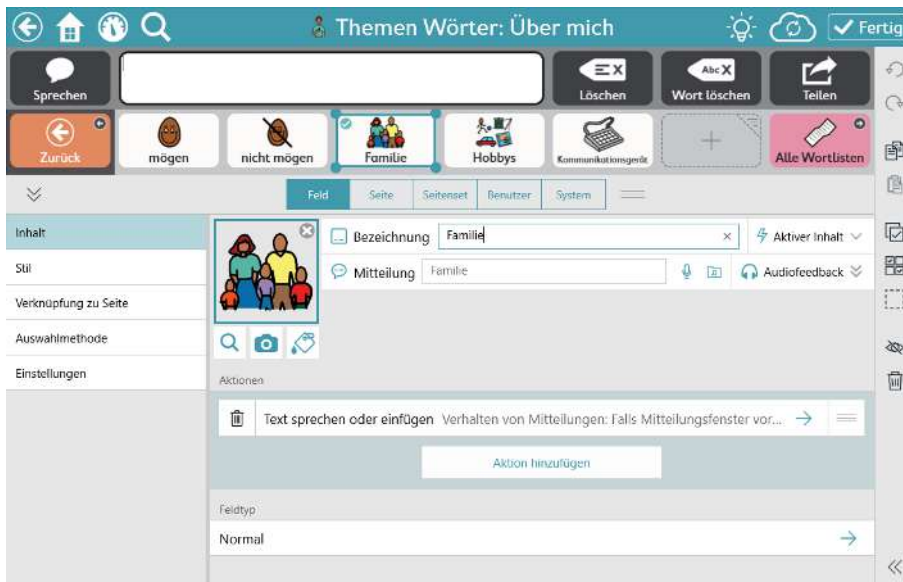 Themen Wörter: Über mich
Fertig
Sprechen
Löschen
Abc
Wort löschen
Teilen
Zurück
mögen
nicht mögen
Familie
Hobbys
Kommunikationsgerät
Alle Wortlisten
Feld
Seite
Seitenset
Benutzer
System
Inhalt
Stil
Verknüpfung zu Seite
Auswahlmethode
Einstellungen
Bezeichnung
Familie
Aktiver Inhalt
Mitteilung
Familie
Audiofeedback
Aktionen
Text sprechen oder einfügen Verhalten von Mitteilungen: Falls Mitteilungsfenster vor...
Aktion hinzufügen
Feldtyp
Normal